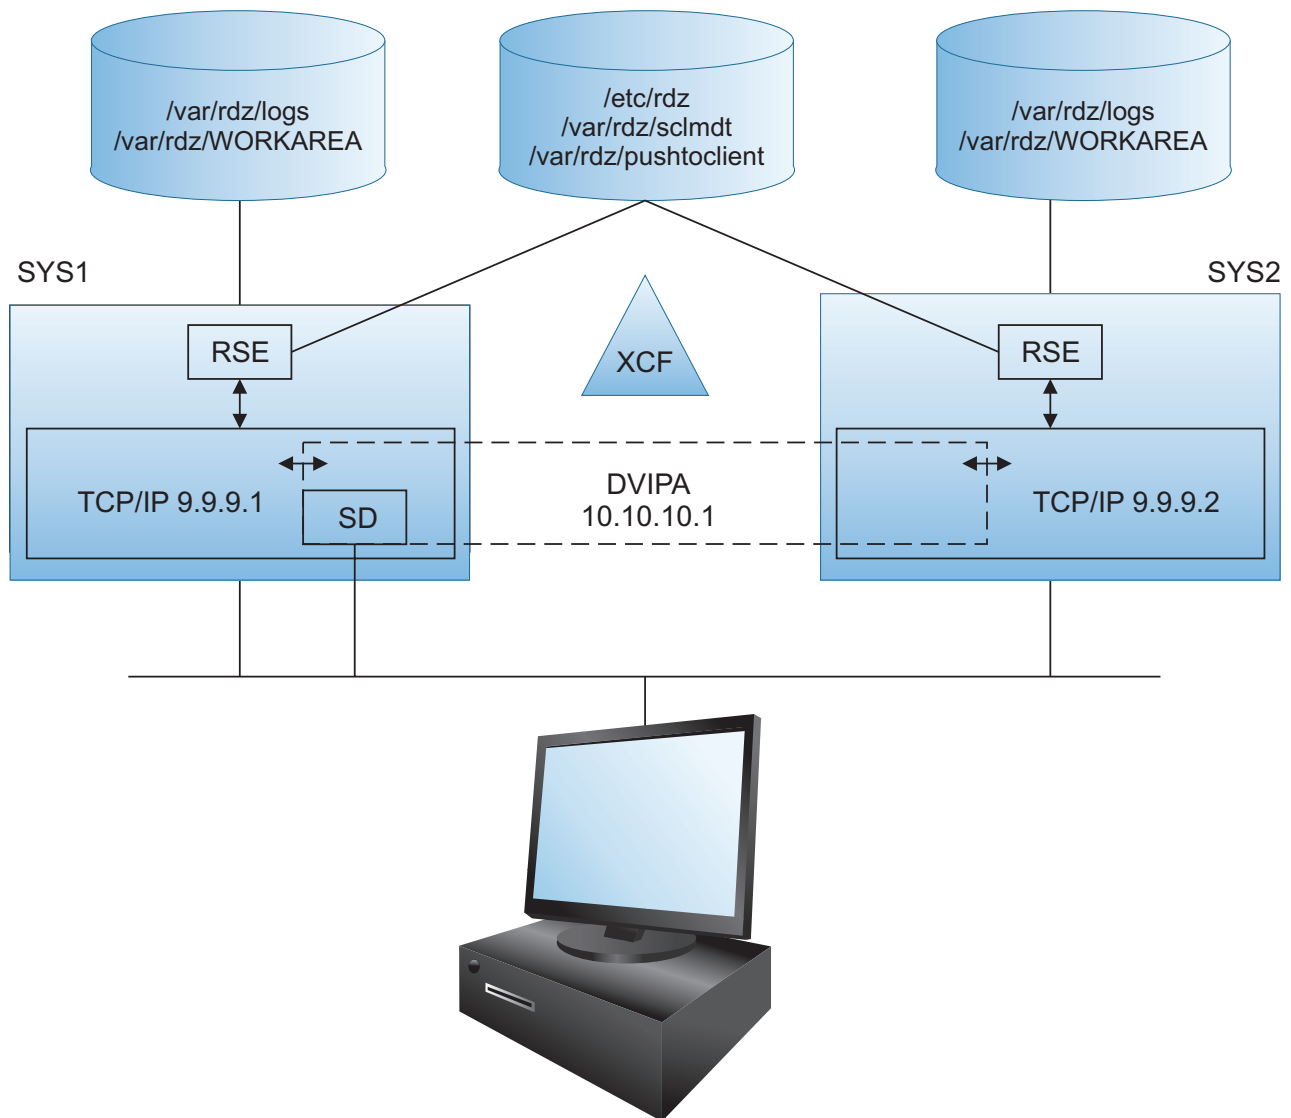 /var/rdz/logs
/var/rdz/WORKAREA
/etc/rdz
/var/rdz/sclmdt
/var/rdz/pushtoclient
/var/rdz/logs
/var/rdz/WORKAREA
SYS1
SYS2
RSE
XCF
RSE
TCP/IP 9.9.9.1
SD
DVIPA
10.10.10.1
TCP/IP 9.9.9.2